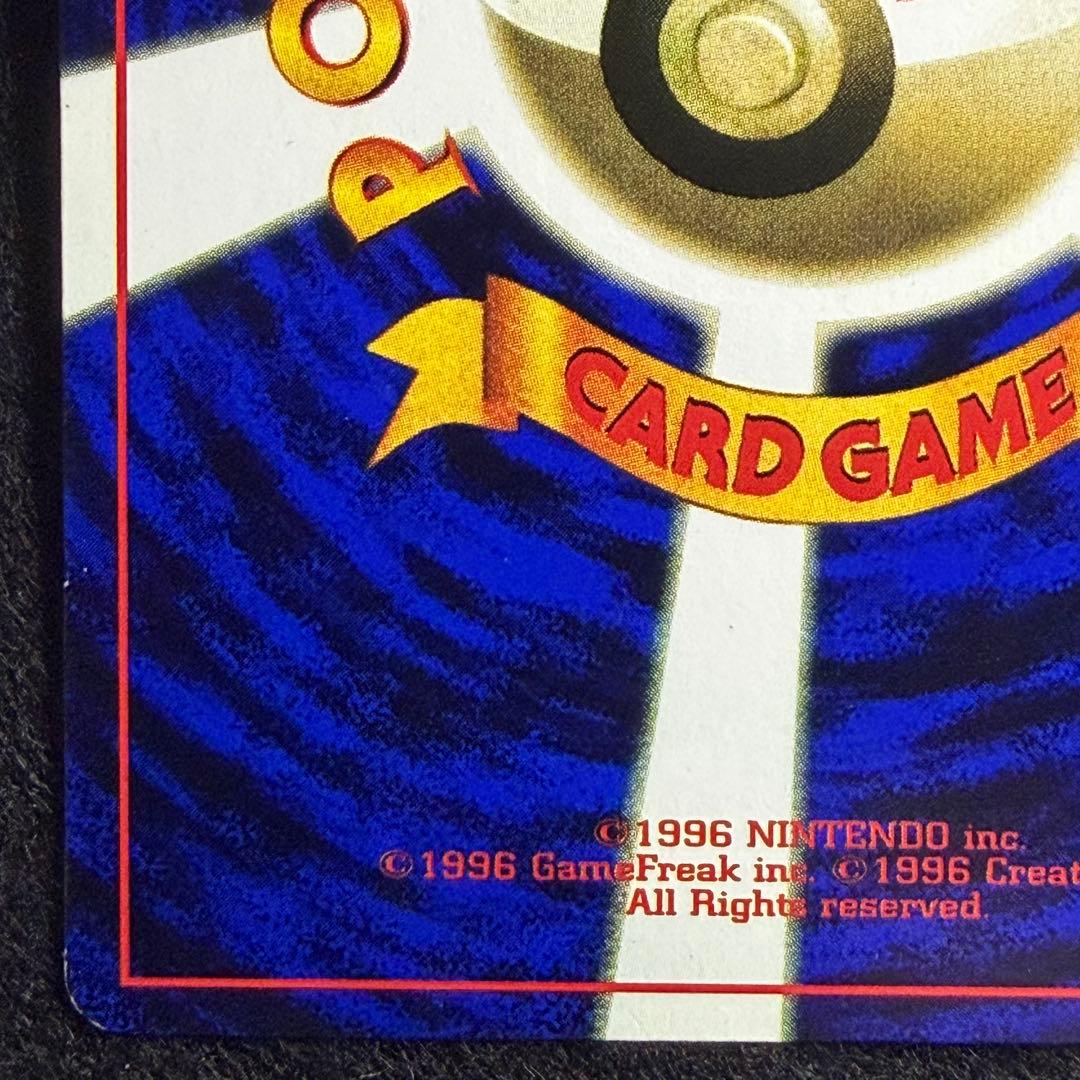 PO
CARD GAME
©1996 NINTENDO inc.
©1996 GameFreak inc. ©1996 Creat
All Rights reserved.